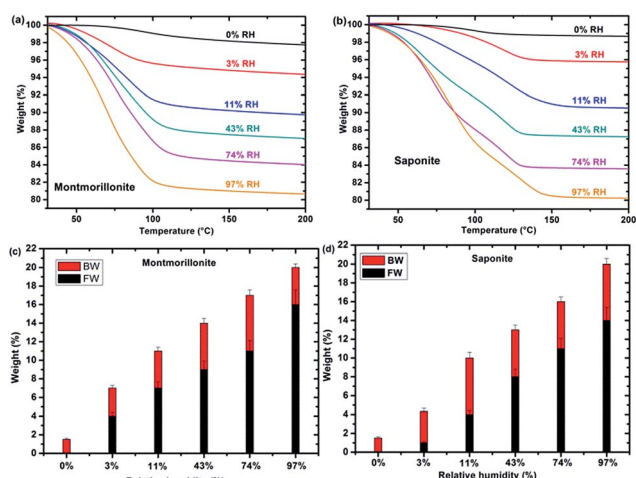 (a)
100
98
96
94
92
90
88
86
84
82
80
Weight (%)
0% RH
3% RH
11% RH
43% RH
74% RH
97% RH
Montmorillonite
50 100 150 200
Temperature (°C)
(b)
100
98
96
94
92
90
88
86
84
82
80
Weight (%)
0% RH
3% RH
11% RH
43% RH
74% RH
97% RH
Saponite
50 100 150 200
Temperature (°C)
(c)
Montmorillonite
BW
FW
22
20
18
16
14
12
10
8
6
4
2
0
Weight (%)
0% 3% 11% 43% 74% 97%
(d)
Saponite
BW
FW
22
20
18
16
14
12
10
8
6
4
2
0
Weight (%)
0% 3% 11% 43% 74% 97%
Relative humidity (%)